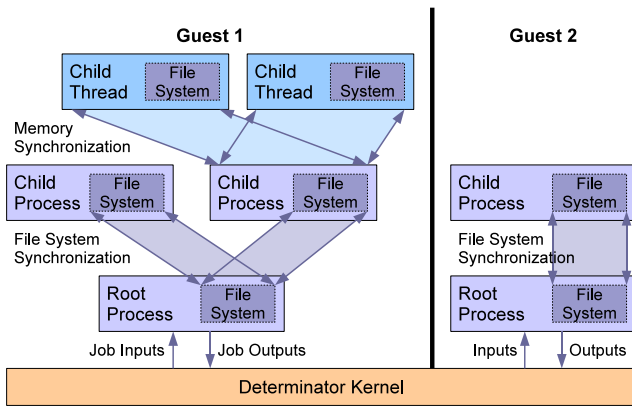 Guest 1
Guest 2
Child
Thread
File
System
Child
Thread
File
System
Memory
Synchronization
Child
Process
File
System
Child
Process
File
System
Child
Process
File
System
File System
Synchronization
File System
Synchronization
Root
Process
File
System
Root
Process
File
System
Job Inputs
Job Outputs
Inputs
Outputs
Determinator Kernel